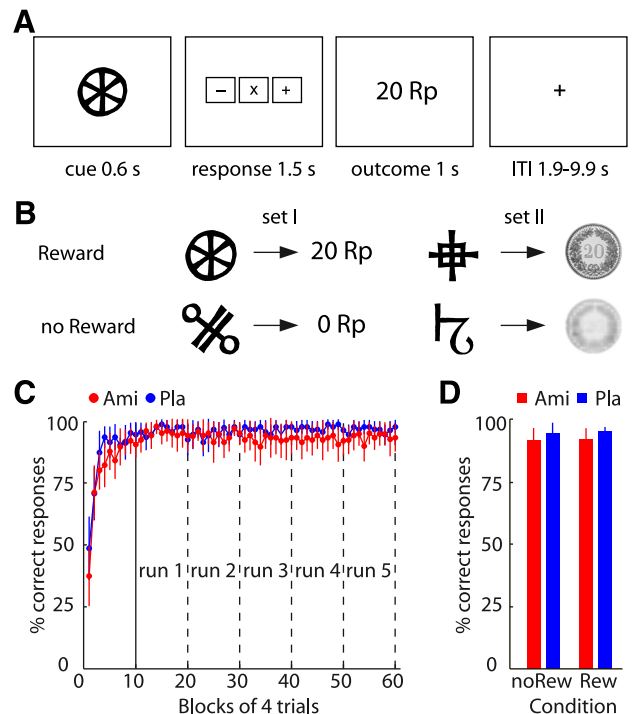 A
− x +
20 Rp
+
cue 0.6 s response 1.5 s outcome 1 s ITI 1.9-9.9 s
B
set I set II
Reward 20 Rp 20
no Reward 0 Rp
C D
Ami Pla Ami Pla
% correct responses
100
75
50
25
0
run 1 run 2 run 3 run 4 run 5
0 10 20 30 40 50 60
Blocks of 4 trials
% correct responses
100
75
50
25
0
noRew Rew
Condition